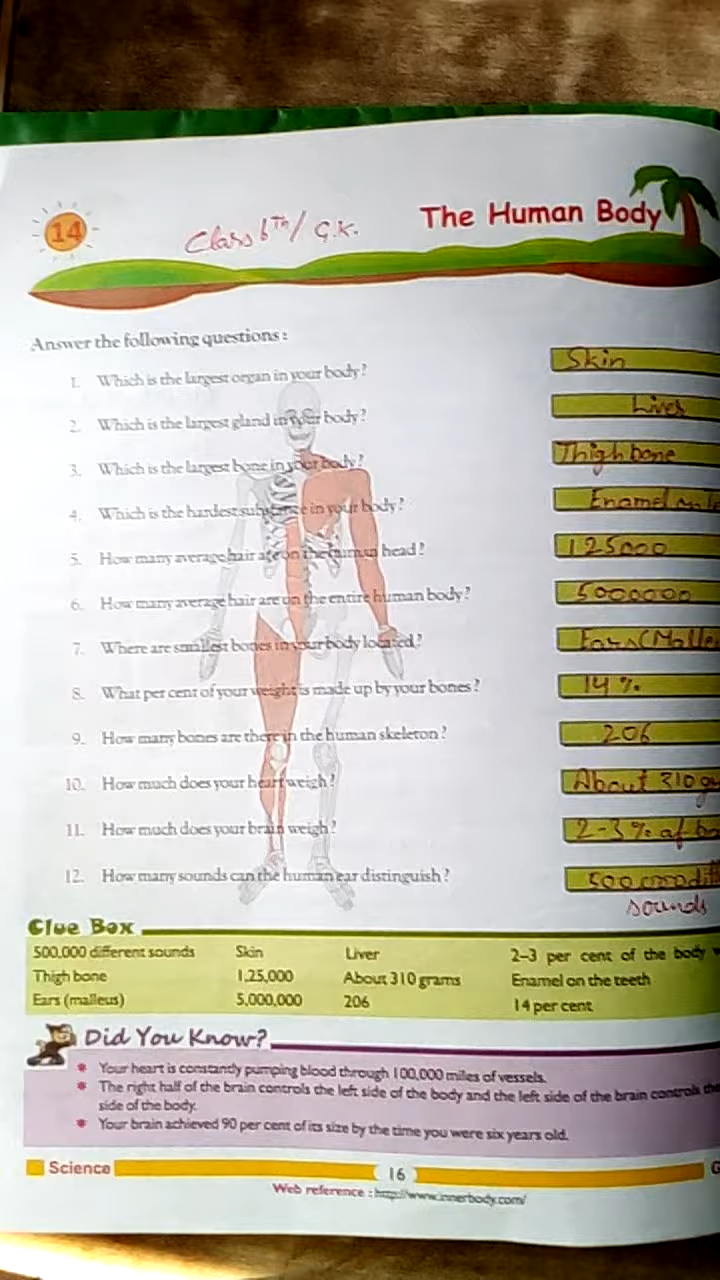 14
Class 6th/ G.K.
The Human Body
Answer the following questions :
1. Which is the largest organ in your body?
Skin
2. Which is the largest gland in your body?
Liver
3. Which is the largest bone in your body?
Thigh bone
4. Which is the hardest substance in your body?
Enamel
5. How many average hair are on the human head?
125000
6. How many average hair are on the entire human body?
5000000
7. Where are smallest bones in your body located?
Ears (Malle
8. What per cent of your weight is made up by your bones?
14 %
9. How many bones are there in the human skeleton?
206
10. How much does your heart weigh?
About 310
11. How much does your brain weigh?
2-3 % of
12. How many sounds can the human ear distinguish?
sounds
Clue Box
500,000 different sounds Skin Liver 2–3 per cent of the body
Thigh bone 1,25,000 About 310 grams Enamel on the teeth
Ears (malleus) 5,000,000 206 14 per cent
Did You Know?
* Your heart is constantly pumping blood through 100,000 miles of vessels.
* The right half of the brain controls the left side of the body and the left side of the brain controls the
side of the body.
* Your brain achieved 90 per cent of its size by the time you were six years old.
Science 16 G
Web reference : http://www.innerbody.com/